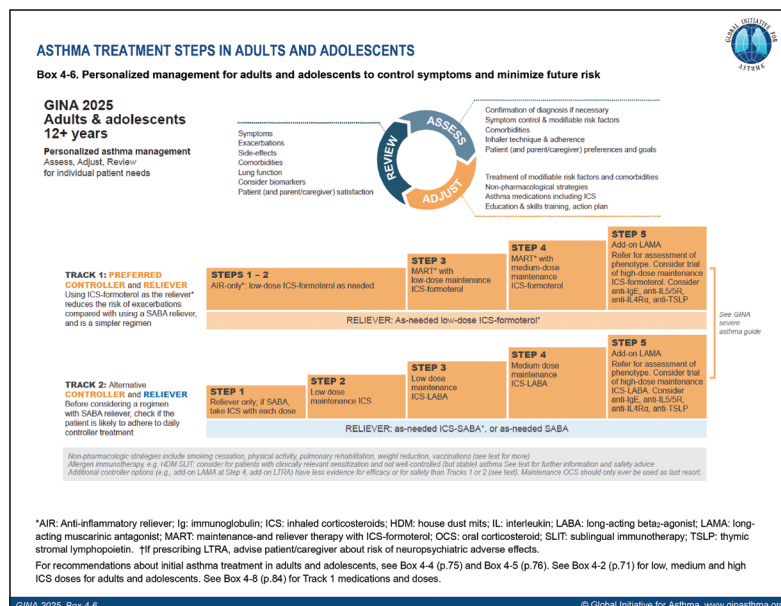 GLOBAL INITIATIVE FOR ASTHMA
ASTHMA TREATMENT STEPS IN ADULTS AND ADOLESCENTS
Box 4-6. Personalized management for adults and adolescents to control symptoms and minimize future risk
GINA 2025
Adults & adolescents
12+ years
Personalized asthma management
Assess, Adjust, Review
for individual patient needs
Symptoms
Exacerbations
Side-effects
Comorbidities
Lung function
Consider biomarkers
Patient (and parent/caregiver) satisfaction
REVIEW
ASSESS
ADJUST
Confirmation of diagnosis if necessary
Symptom control & modifiable risk factors
Comorbidities
Inhaler technique & adherence
Patient (and parent/caregiver) preferences and goals
Treatment of modifiable risk factors and comorbidities
Non-pharmacological strategies
Asthma medications including ICS
Education & skills training, action plan
TRACK 1: PREFERRED
CONTROLLER and RELIEVER
Using ICS-formoterol as the reliever*
reduces the risk of exacerbations
compared with using a SABA reliever,
and is a simpler regimen
STEPS 1 – 2
AIR-only*: low-dose ICS-formoterol as needed
STEP 3
MART* with
low-dose maintenance
ICS-formoterol
STEP 4
MART* with
medium-dose
maintenance
ICS-formoterol
STEP 5
Add-on LAMA
Refer for assessment of
phenotype. Consider trial
of high-dose maintenance
ICS-formoterol. Consider
anti-IgE, anti-IL5/5R,
anti-IL4Rα, anti-TSLP
RELIEVER: As-needed low-dose ICS-formoterol*
See GINA
severe
asthma guide
TRACK 2: Alternative
CONTROLLER and RELIEVER
Before considering a regimen
with SABA reliever, check if the
patient is likely to adhere to daily
controller treatment
STEP 1
Reliever only; if SABA,
take ICS with each dose
STEP 2
Low dose
maintenance ICS
STEP 3
Low dose
maintenance
ICS-LABA
STEP 4
Medium dose
maintenance
ICS-LABA
STEP 5
Add-on LAMA
Refer for assessment of
phenotype. Consider trial
of high-dose maintenance
ICS-LABA. Consider
anti-IgE, anti-IL5/5R,
anti-IL4Rα, anti-TSLP
RELIEVER: as-needed ICS-SABA*, or as-needed SABA
Non-pharmacologic strategies include smoking cessation, physical activity, pulmonary rehabilitation, weight reduction, vaccinations (see text for more)
Allergen immunotherapy, e.g. HDM SLIT: consider for patients with clinically relevant sensitization and not well-controlled (but stable) asthma See text for further information and safety advice
Additional controller options (e.g., add-on LAMA at Step 4, add-on LTRA) have less evidence for efficacy or for safety than Tracks 1 or 2 (see text). Maintenance OCS should only ever be used as last resort.
*AIR: Anti-inflammatory reliever; Ig: immunoglobulin; ICS: inhaled corticosteroids; HDM: house dust mits; IL: interleukin; LABA: long-acting beta₂-agonist; LAMA: long-
acting muscarinic antagonist; MART: maintenance-and reliever therapy with ICS-formoterol; OCS: oral corticosteroid; SLIT: sublingual immunotherapy; TSLP: thymic
stromal lymphopoietin. †If prescribing LTRA, advise patient/caregiver about risk of neuropsychiatric adverse effects.
For recommendations about initial asthma treatment in adults and adolescents, see Box 4-4 (p.75) and Box 4-5 (p.76). See Box 4-2 (p.71) for low, medium and high
ICS doses for adults and adolescents. See Box 4-8 (p.84) for Track 1 medications and doses.
GINA 2025, Box 4-6
© Global Initiative for Asthma, www.ginasthma.org